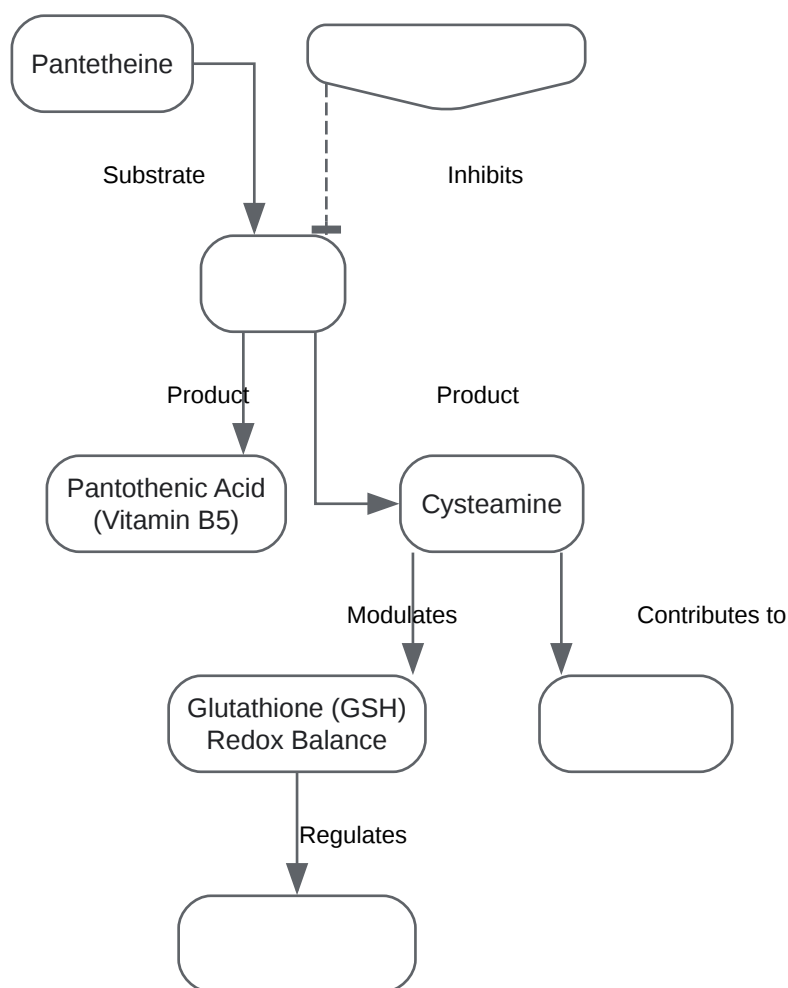 Pantetheine
Substrate
Inhibits
Product
Product
Pantothenic Acid
(Vitamin B5)
Cysteamine
Modulates
Contributes to
Glutathione (GSH)
Redox Balance
Regulates